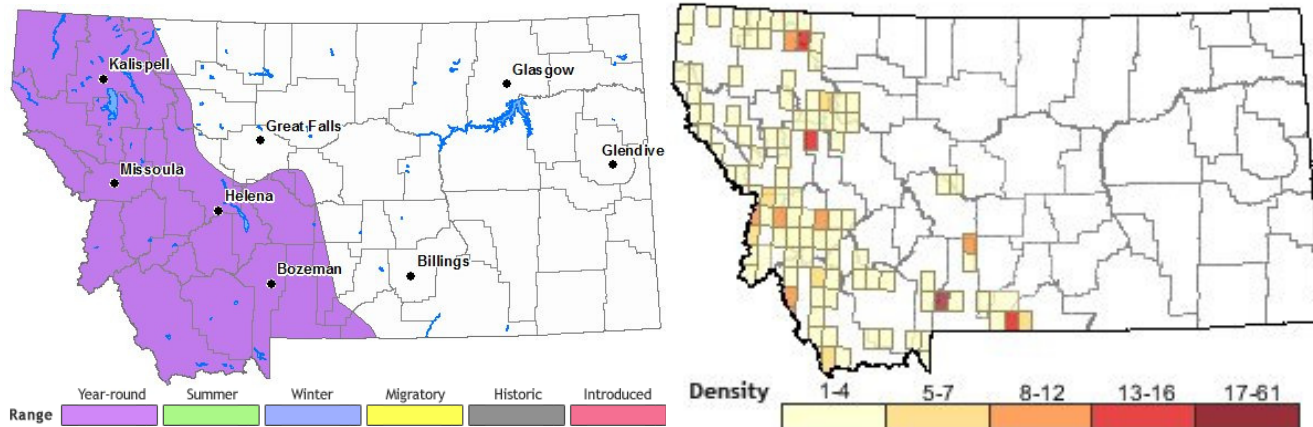 Kalispell
Glasgow
Great Falls
Glendive
Missoula
Helena
Bozeman
Billings
Year-round Summer Winter Migratory Historic Introduced
Range
Density 1-4 5-7 8-12 13-16 17-61